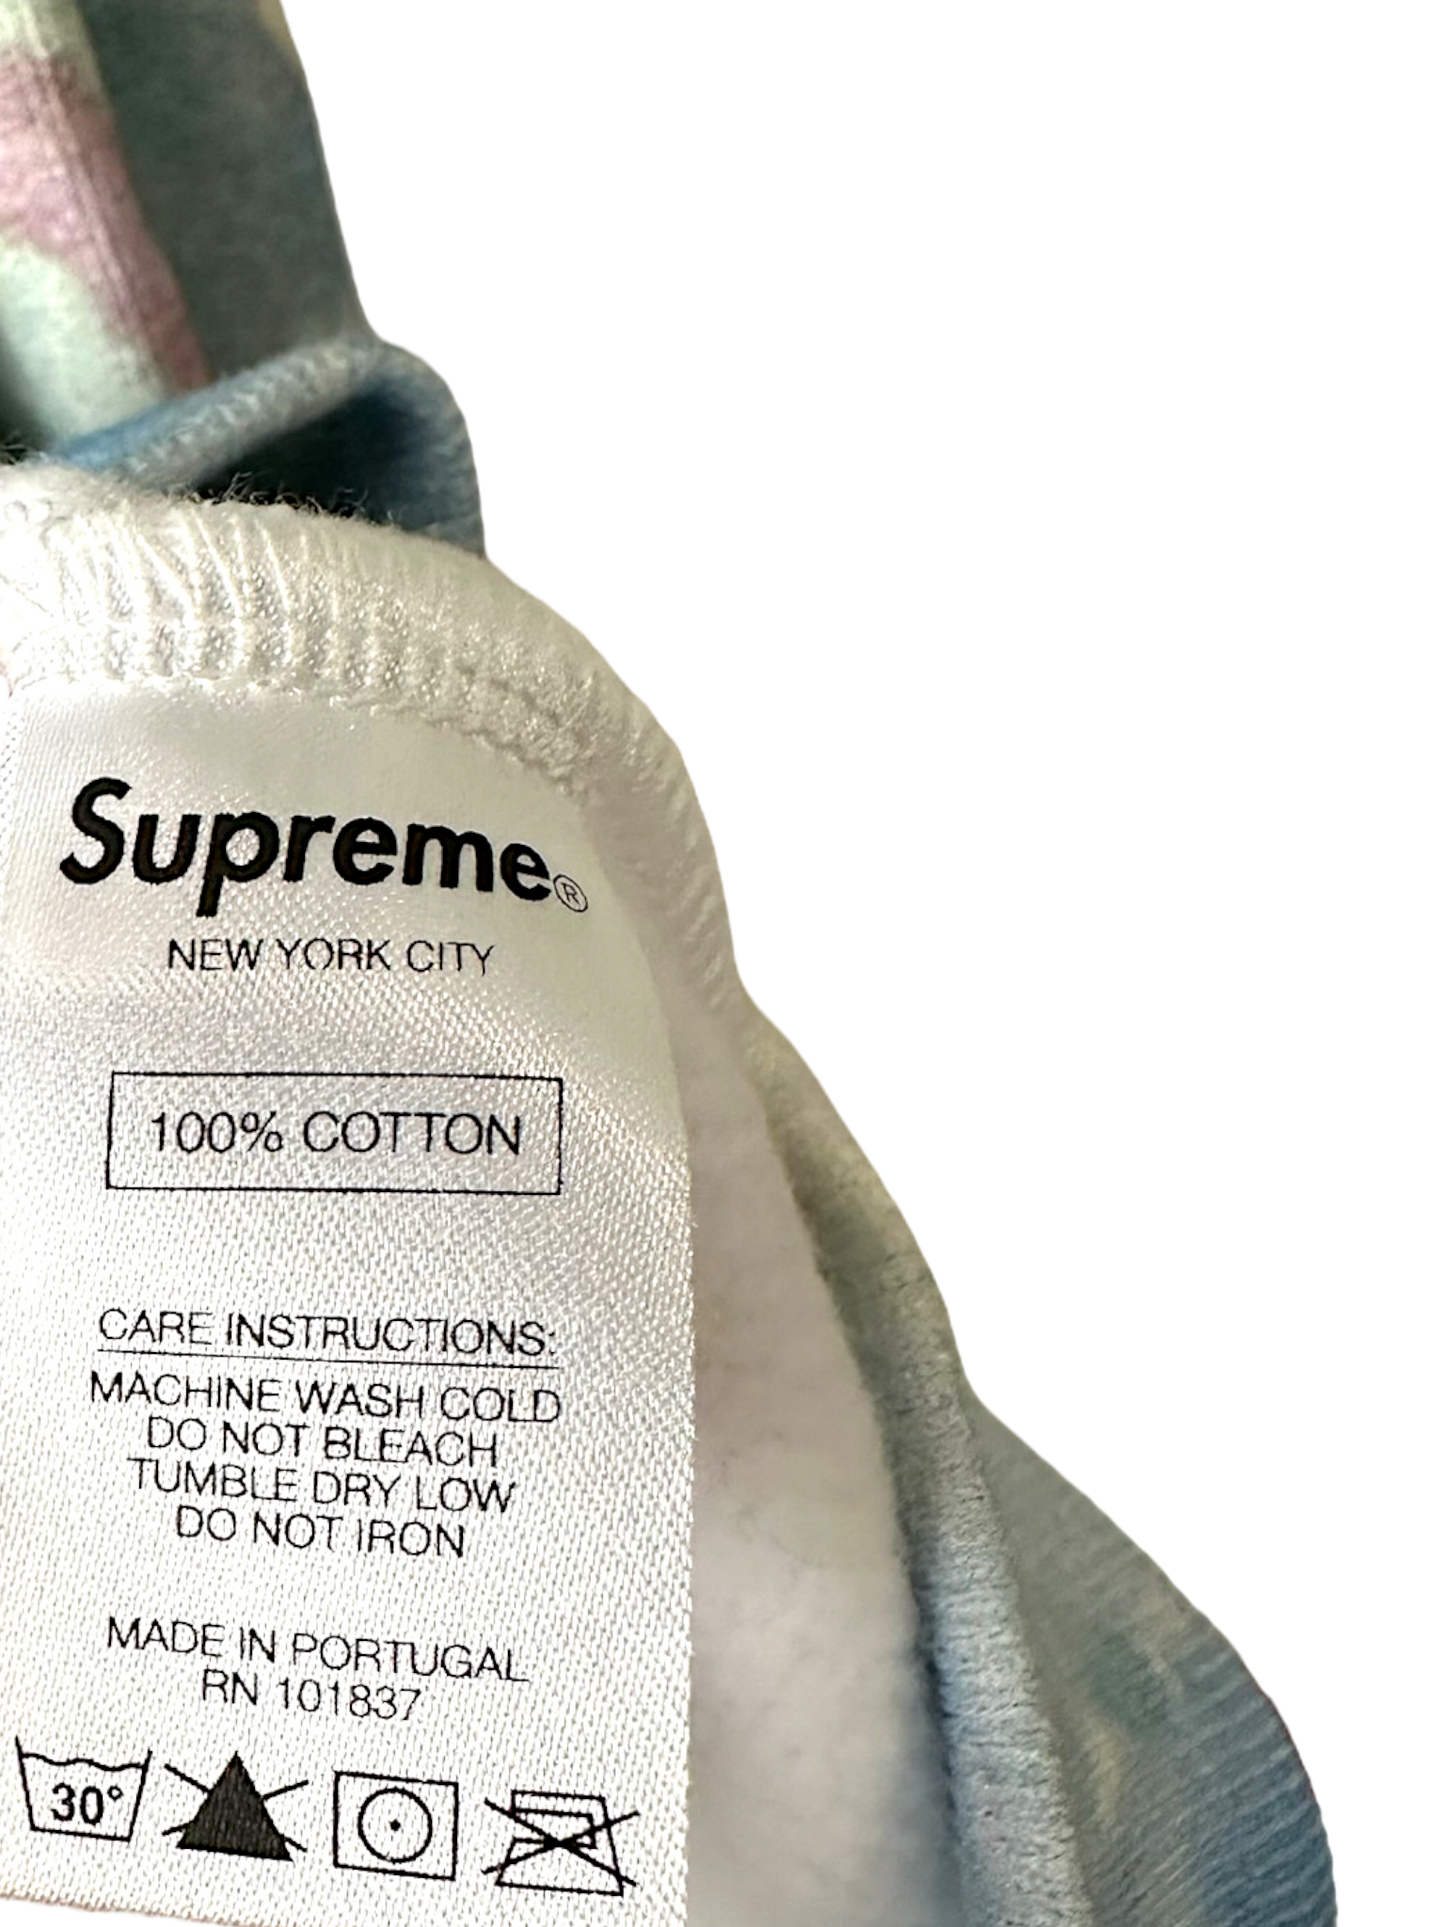 Supreme®
NEW YORK CITY
100% COTTON
CARE INSTRUCTIONS:
MACHINE WASH COLD
DO NOT BLEACH
TUMBLE DRY LOW
DO NOT IRON
MADE IN PORTUGAL
RN 101837
30°